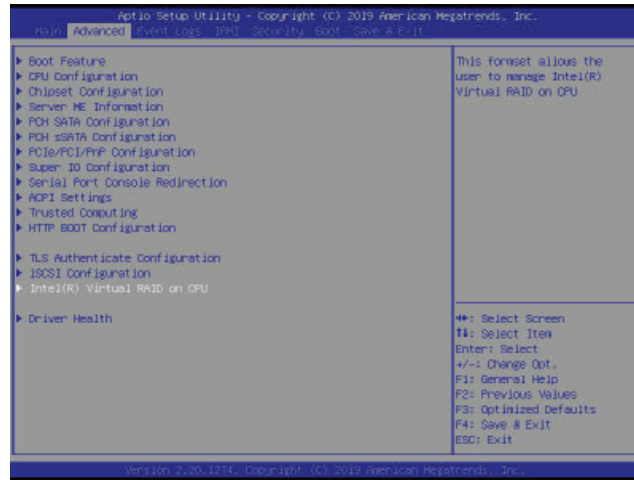 Aptio Setup Utility - Copyright (C) 2019 American Megatrends, Inc.
Main Advanced Event Logs IPMI Security Boot Save & Exit
▶ Boot Feature
▶ CPU Configuration
▶ Chipset Configuration
▶ Server ME Information
▶ PCH SATA Configuration
▶ PCH sSATA Configuration
▶ PCIe/PCI/PnP Configuration
▶ Super IO Configuration
▶ Serial Port Console Redirection
▶ ACPI Settings
▶ Trusted Computing
▶ HTTP BOOT Configuration
▶ TLS Authenticate Configuration
▶ iSCSI Configuration
▶ Intel(R) Virtual RAID on CPU
▶ Driver Health
This formset allows the
user to manage Intel(R)
Virtual RAID on CPU
↔: Select Screen
↑↓: Select Item
Enter: Select
+/-: Change Opt.
F1: General Help
F2: Previous Values
F3: Optimized Defaults
F4: Save & Exit
ESC: Exit
Version 2.20.1274. Copyright (C) 2019 American Megatrends, Inc.